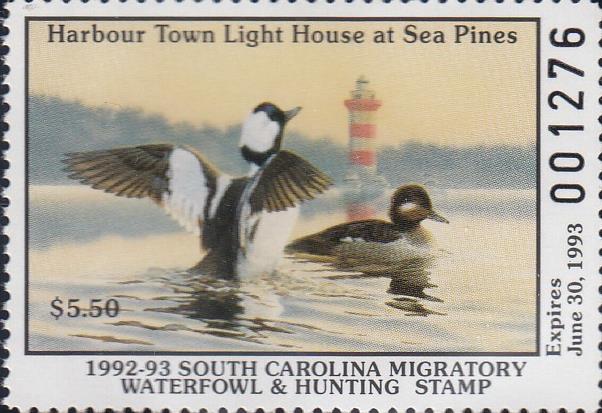 Harbour Town Light House at Sea Pines
$5.50
1992-93 SOUTH CAROLINA MIGRATORY
WATERFOWL & HUNTING STAMP
001276
Expires
June 30, 1993